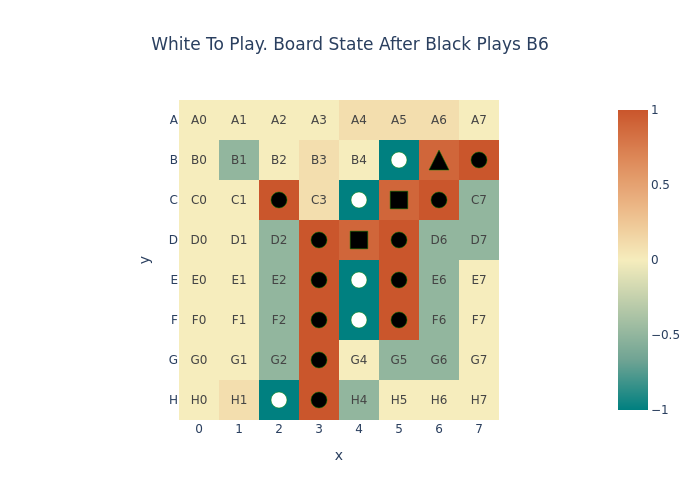 White To Play. Board State After Black Plays B6
A A0 A1 A2 A3 A4 A5 A6 A7
B B0 B1 B2 B3 B4
C C0 C1 C3 C7
D D0 D1 D2 D6 D7
E E0 E1 E2 E6 E7
F F0 F1 F2 F6 F7
G G0 G1 G2 G4 G5 G6 G7
H H0 H1 H4 H5 H6 H7
0 1 2 3 4 5 6 7
x
y
1
0.5
0
−0.5
−1